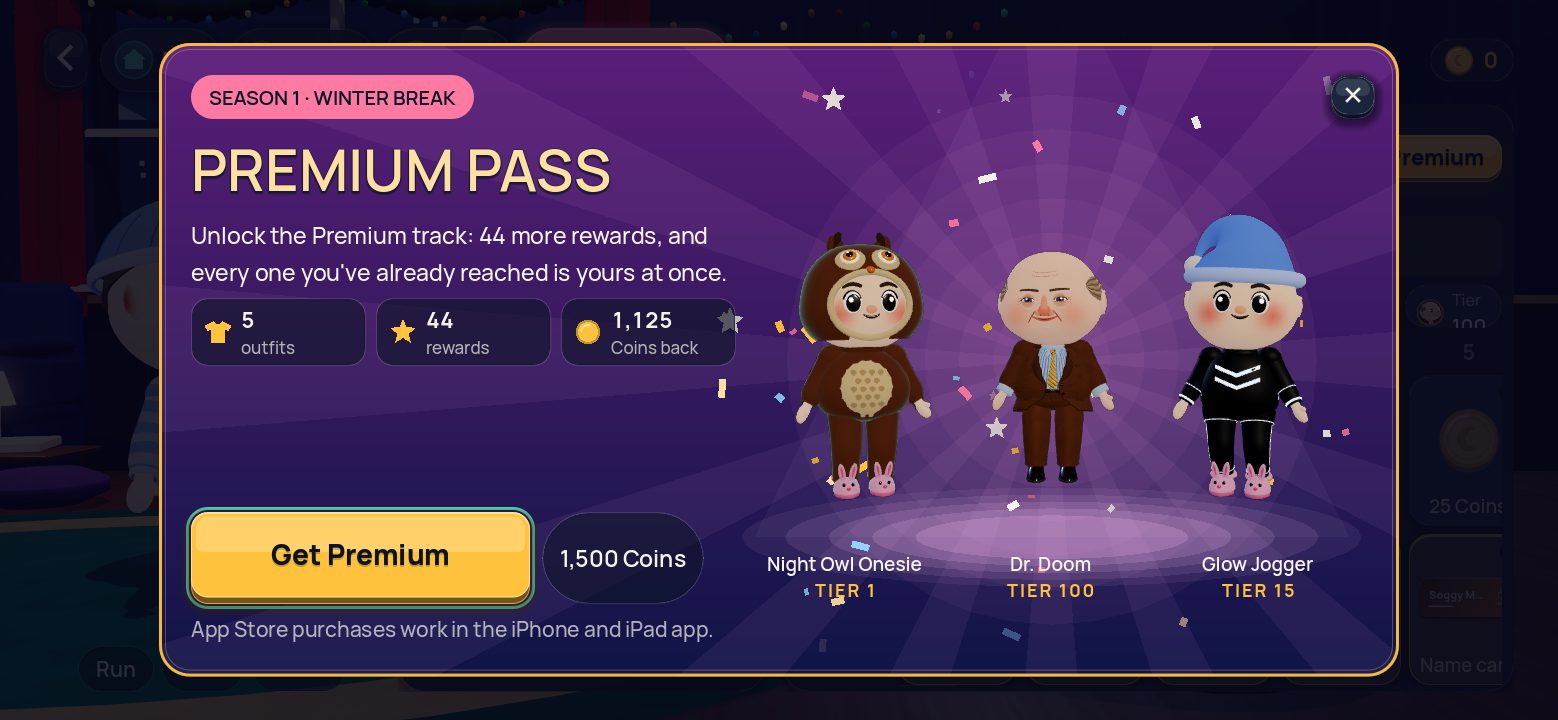 0
SEASON 1 · WINTER BREAK
PREMIUM PASS
Unlock the Premium track: 44 more rewards, and
every one you've already reached is yours at once.
5
outfits
44
rewards
1,125
Coins back
Get Premium
1,500 Coins
App Store purchases work in the iPhone and iPad app.
Night Owl Onesie
TIER 1
Dr. Doom
TIER 100
Glow Jogger
TIER 15
Tier
100
5
25 Coins
Soggy M...
Run